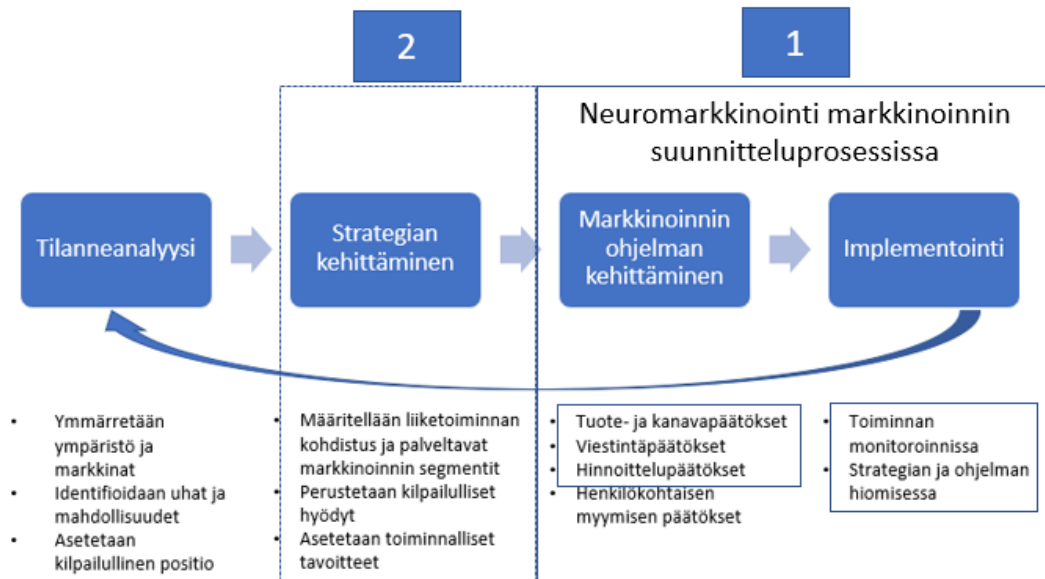 2
1
Neuromarkkinointi markkinoinnin
suunnitteluprosessissa
Tilanneanalyysi
Strategian
kehittäminen
Markkinoinnin
ohjelman
kehittäminen
Implementointi
• Ymmärretään
ympäristö ja
markkinat
• Identifioidaan uhat ja
mahdollisuudet
• Asetetaan
kilpailullinen positio
• Määritellään liiketoiminnan
kohdistus ja palveltavat
markkinoinnin segmentit
• Perustetaan kilpailulliset
hyödyt
• Asetetaan toiminnalliset
tavoitteet
• Tuote- ja kanavapäätökset
• Viestintäpäätökset
• Hinnoittelupäätökset
• Henkilökohtaisen
myymisen päätökset
• Toiminnan
monitoroinnissa
• Strategian ja ohjelman
hiomisessa